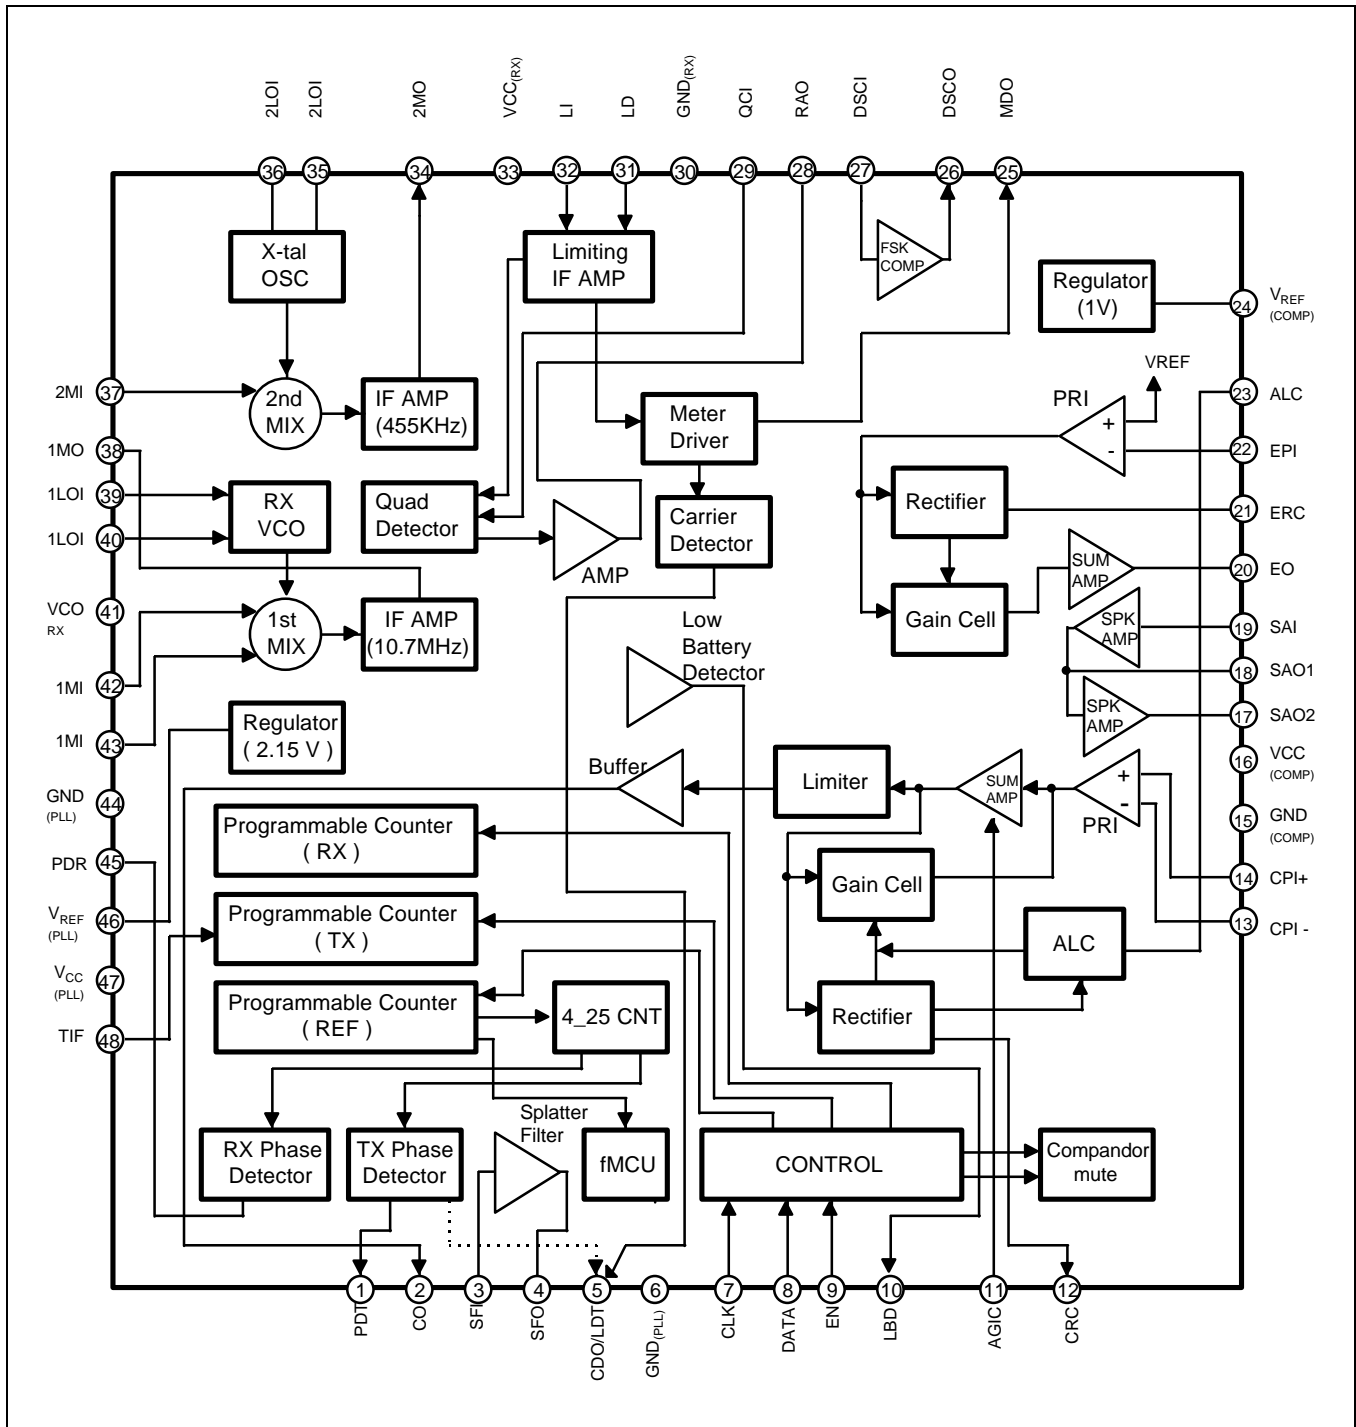 2LOI
2LOI
2MO
VCC(RX)
LI
LD
GND(RX)
QCI
RAO
DSCI
DSCO
MDO
36
35
34
33
32
31
30
29
28
27
26
25
X-tal
OSC
Limiting
IF AMP
FSK
COMP
Regulator
(1V)
24
VREF
(COMP)
2MI
37
2nd
MIX
IF AMP
(455KHz)
Meter
Driver
VREF
PRI
+
-
23
ALC
1MO
38
22
EPI
1LOI
39
RX
VCO
Quad
Detector
AMP
Carrier
Detector
Rectifier
21
ERC
1LOI
40
SUM
AMP
20
EO
VCO
RX
41
1st
MIX
IF AMP
(10.7MHz)
Gain Cell
SPK
AMP
19
SAI
Low
Battery
Detector
18
SAO1
1MI
42
SPK
AMP
17
SAO2
1MI
43
Regulator
( 2.15 V )
16
VCC
(COMP)
GND
(PLL)
44
Buffer
Limiter
SUM
AMP
+
-
PRI
15
GND
(COMP)
PDR
45
Programmable Counter
( RX )
Gain Cell
14
CPI+
VREF
(PLL)
46
Programmable Counter
( TX )
ALC
13
CPI -
VCC
(PLL)
47
Programmable Counter
( REF )
4_25 CNT
Rectifier
TIF
48
RX Phase
Detector
TX Phase
Detector
Splatter
Filter
fMCU
CONTROL
Compandor
mute
1
2
3
4
5
6
7
8
9
10
11
12
PDT
CO
SFI
SFO
CDO/LDT
GND(PLL)
CLK
DATA
EN
LBD
AGIC
CRC